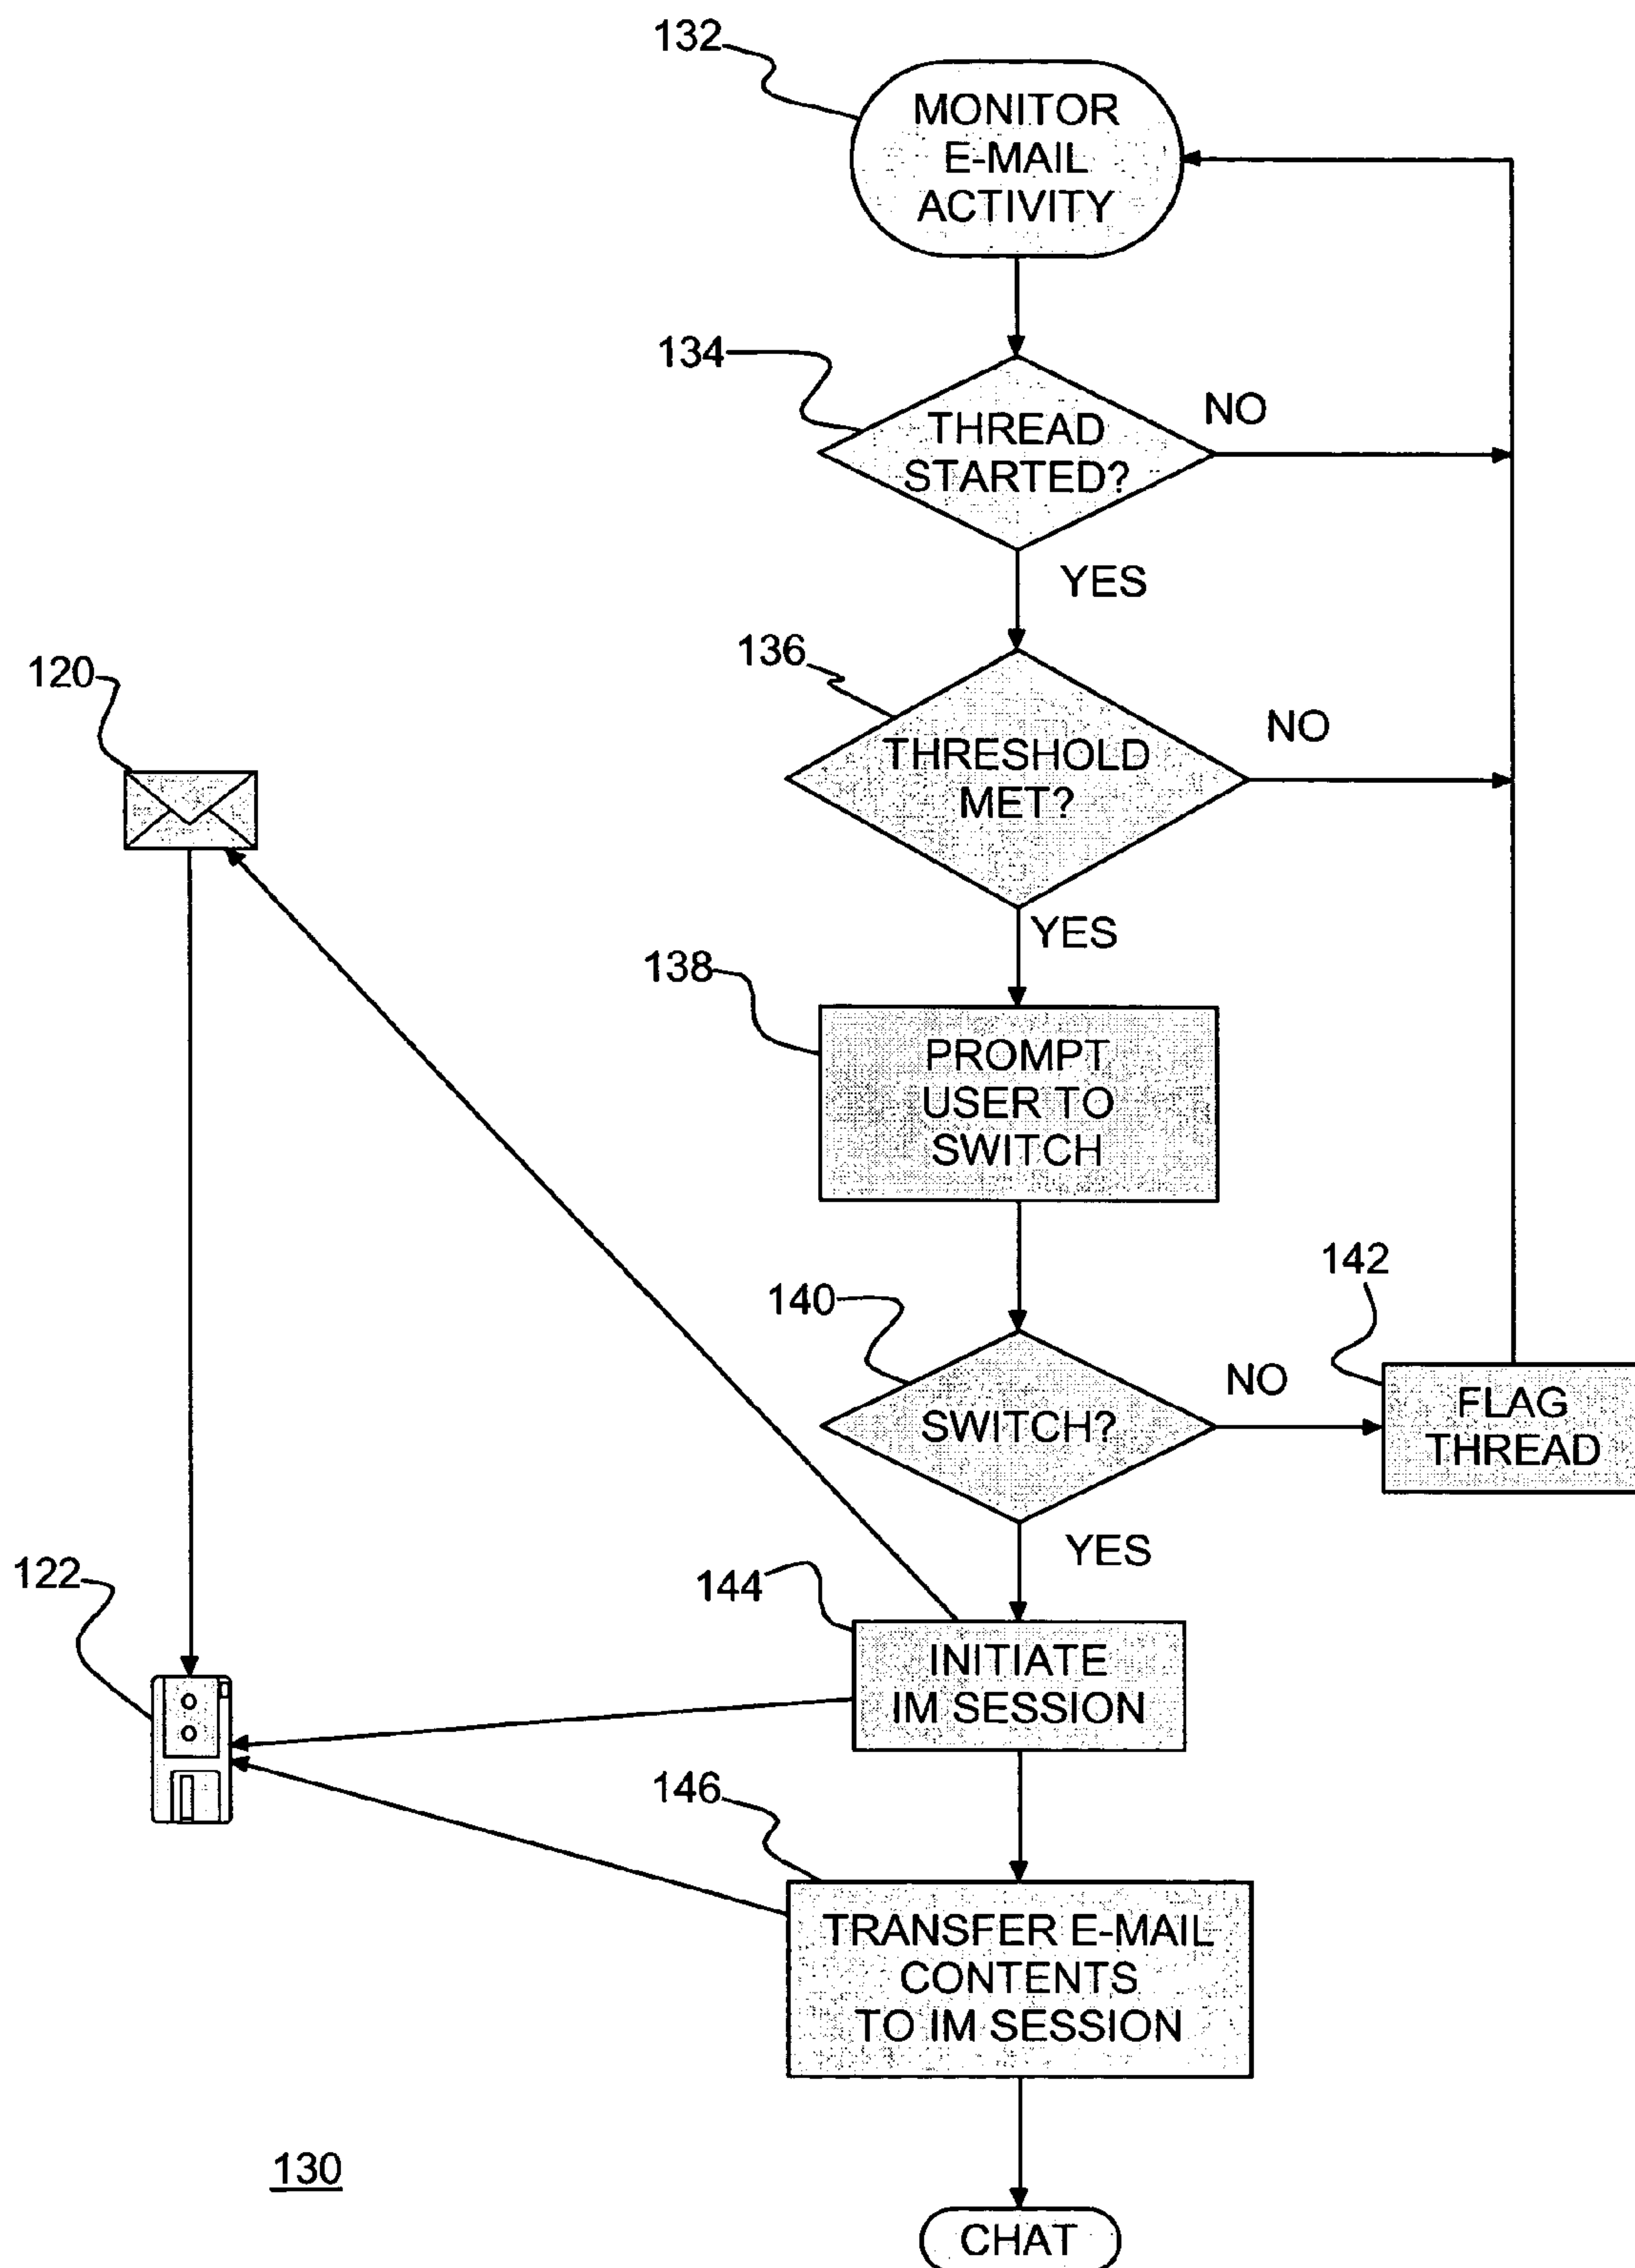 132
MONITOR
E-MAIL
ACTIVITY
134
THREAD
STARTED?
NO
YES
136
THRESHOLD
MET?
NO
YES
120
138
PROMPT
USER TO
SWITCH
140
SWITCH?
NO
142
FLAG
THREAD
YES
122
144
INITIATE
IM SESSION
146
TRANSFER E-MAIL
CONTENTS
TO IM SESSION
130
CHAT